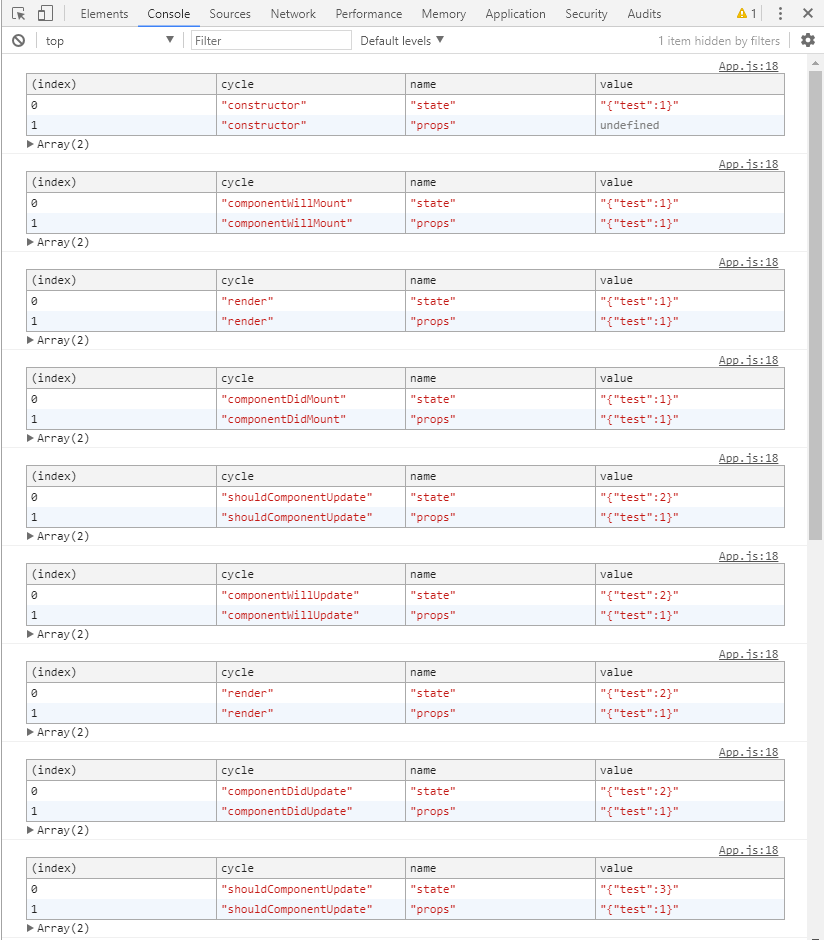 Elements Console Sources Network Performance Memory Application Security Audits 1
top Filter Default levels 1 item hidden by filters
App.js:18
(index) cycle name value
0 "constructor" "state" "{"test":1}"
1 "constructor" "props" undefined
Array(2)
App.js:18
(index) cycle name value
0 "componentWillMount" "state" "{"test":1}"
1 "componentWillMount" "props" "{"test":1}"
Array(2)
App.js:18
(index) cycle name value
0 "render" "state" "{"test":1}"
1 "render" "props" "{"test":1}"
Array(2)
App.js:18
(index) cycle name value
0 "componentDidMount" "state" "{"test":1}"
1 "componentDidMount" "props" "{"test":1}"
Array(2)
App.js:18
(index) cycle name value
0 "shouldComponentUpdate" "state" "{"test":2}"
1 "shouldComponentUpdate" "props" "{"test":1}"
Array(2)
App.js:18
(index) cycle name value
0 "componentWillUpdate" "state" "{"test":2}"
1 "componentWillUpdate" "props" "{"test":1}"
Array(2)
App.js:18
(index) cycle name value
0 "render" "state" "{"test":2}"
1 "render" "props" "{"test":1}"
Array(2)
App.js:18
(index) cycle name value
0 "componentDidUpdate" "state" "{"test":2}"
1 "componentDidUpdate" "props" "{"test":1}"
Array(2)
App.js:18
(index) cycle name value
0 "shouldComponentUpdate" "state" "{"test":3}"
1 "shouldComponentUpdate" "props" "{"test":1}"
Array(2)